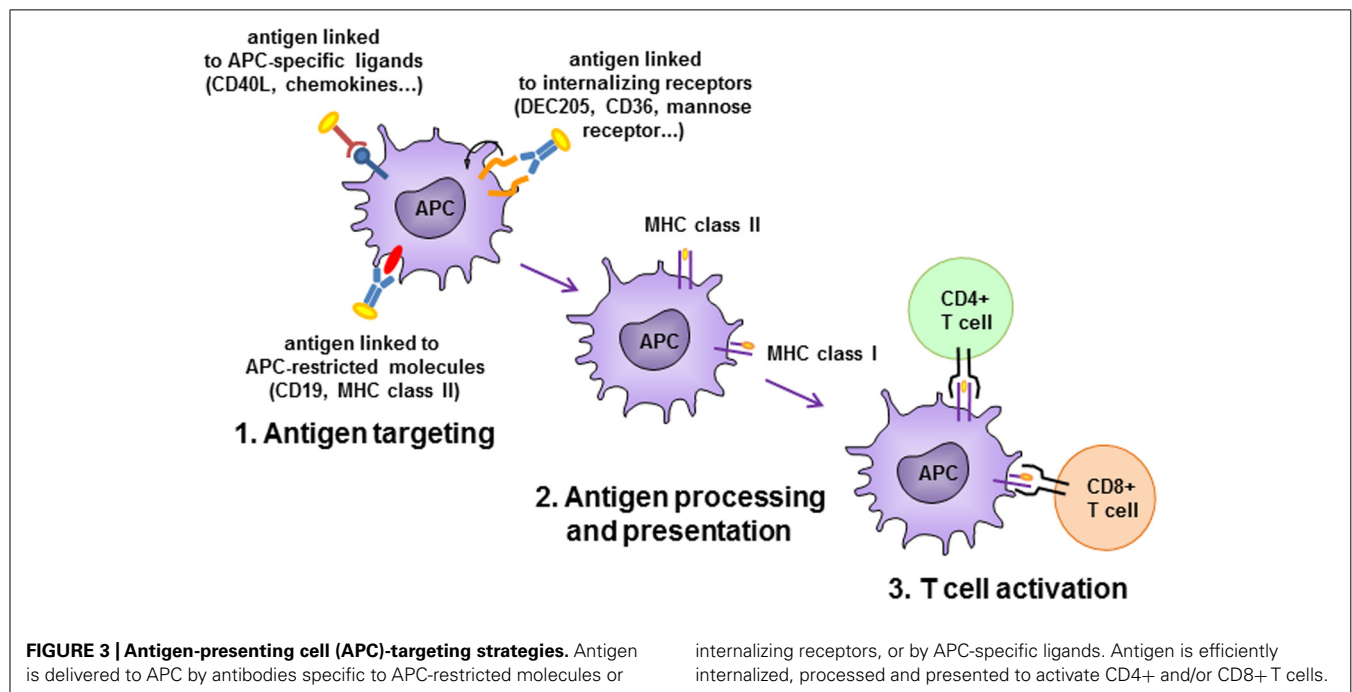 antigen linked
to APC-specific ligands
(CD40L, chemokines...)
antigen linked
to internalizing receptors
(DEC205, CD36, mannose
receptor...)
APC
antigen linked to
APC-restricted molecules
(CD19, MHC class II)
1. Antigen targeting
MHC class II
APC
MHC class I
2. Antigen processing
and presentation
CD4+
T cell
APC
CD8+
T cell
3. T cell activation
FIGURE 3 | Antigen-presenting cell (APC)-targeting strategies. Antigen
is delivered to APC by antibodies specific to APC-restricted molecules or
internalizing receptors, or by APC-specific ligands. Antigen is efficiently
internalized, processed and presented to activate CD4+ and/or CD8+ T cells.